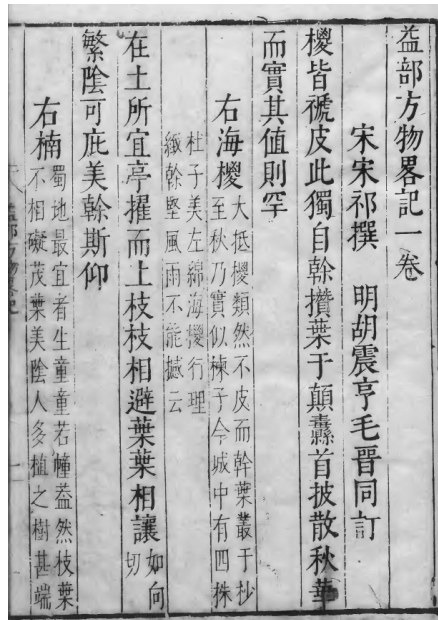 益部方物畧記一卷
宋宋祁撰　明胡震亨毛晉同訂
椶皆褫皮此獨自榦攢葉于顛纛首披散秋華
而實其值則罕
右海椶
大抵椶類然不皮而幹葉叢于杪
至秋乃實似楝子今城中有四株
杜子美左綿海椶行理
緻幹堅風雨不能撼云
在土所宜亭擢而上枝枝相避葉葉相讓
如向
切
繁陰可庇美榦斯仰
右楠
蜀地最宜者生童童若幢葢然枝葉
不相礙茂葉美陰人多植之樹甚端